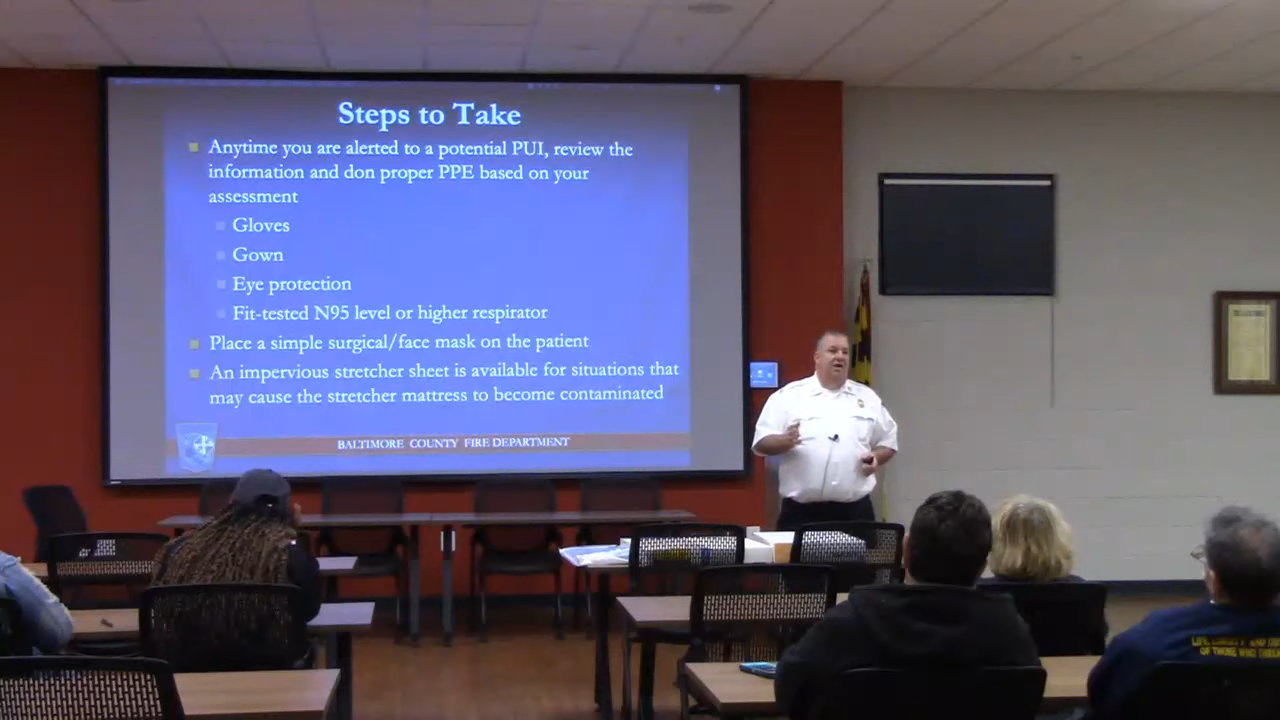 Steps to Take
Anytime you are alerted to a potential PUI, review the
information and don proper PPE based on your
assessment
Gloves
Gown
Eye protection
Fit-tested N95 level or higher respirator
Place a simple surgical/face mask on the patient
An impervious stretcher sheet is available for situations that
may cause the stretcher mattress to become contaminated
BALTIMORE COUNTY FIRE DEPARTMENT
OF THOSE WHO